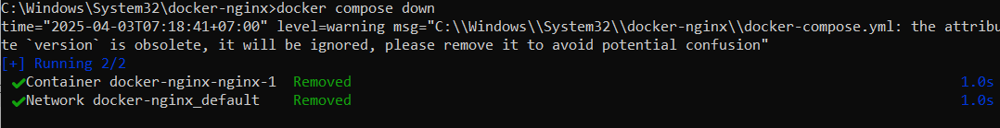 C:\Windows\System32\docker-nginx>docker compose down
time="2025-04-03T07:18:41+07:00" level=warning msg="C:\\Windows\\System32\\docker-nginx\\docker-compose.yml: the attribu
te `version` is obsolete, it will be ignored, please remove it to avoid potential confusion"
[+] Running 2/2
✔Container docker-nginx-nginx-1 Removed 1.0s
✔Network docker-nginx_default Removed 1.0s